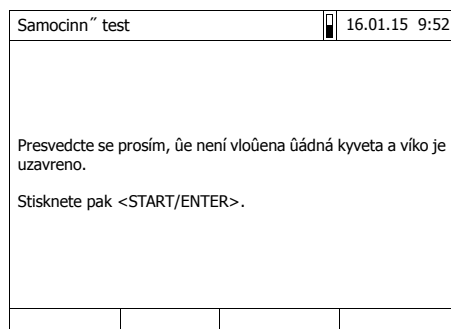 Samocinn˝ test
16.01.15 9:52
Presvedcte se prosím, ûe není vloûena ûádná kyveta a víko je
uzavreno.
Stisknete pak <START/ENTER>.